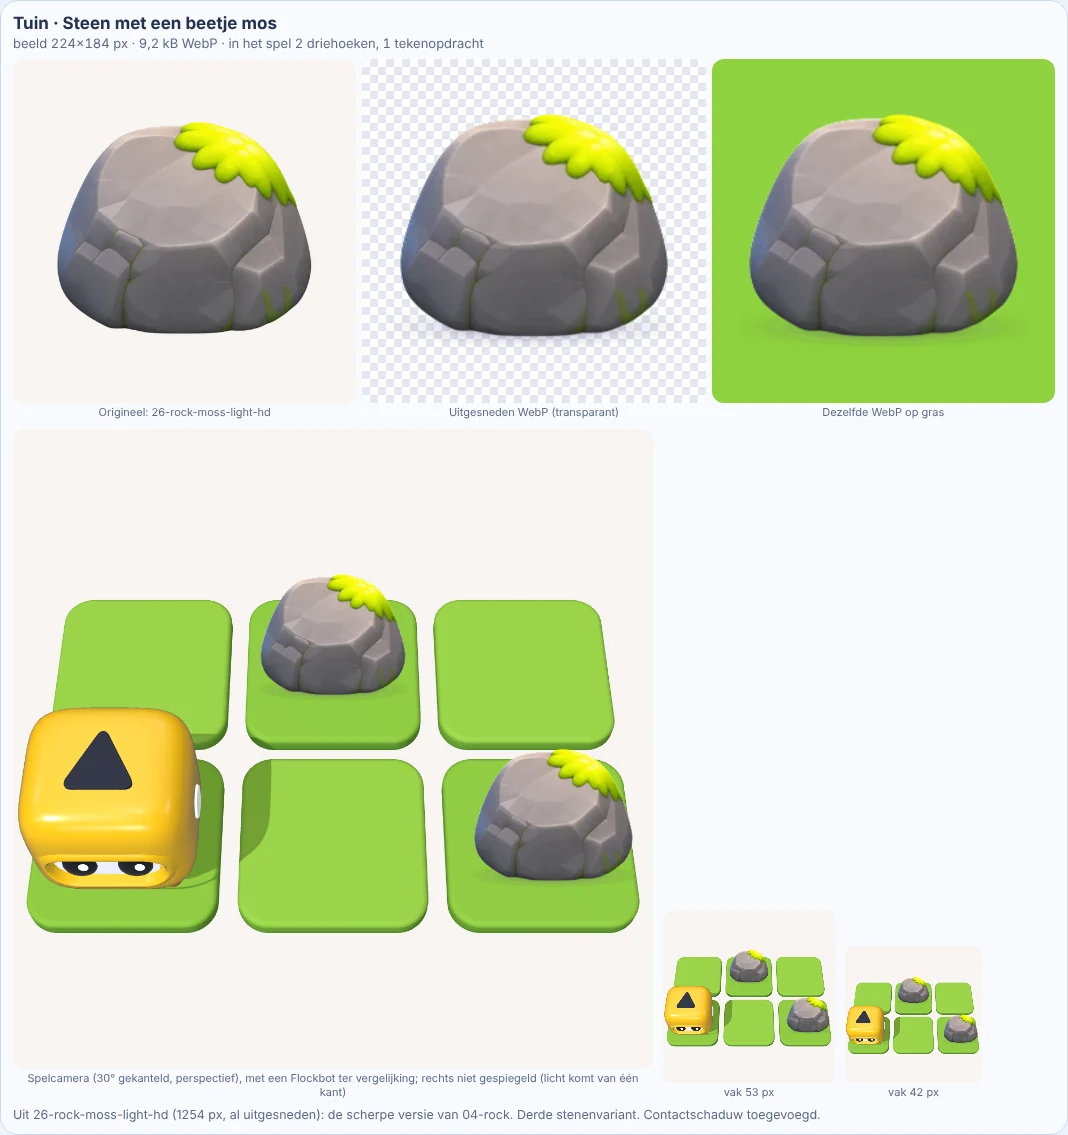 Tuin · Steen met een beetje mos
beeld 224×184 px · 9,2 kB WebP · in het spel 2 driehoeken, 1 tekenopdracht
Origineel: 26-rock-moss-light-hd
Uitgesneden WebP (transparant)
Dezelfde WebP op gras
Spelcamera (30° gekanteld, perspectief), met een Flockbot ter vergelijking; rechts niet gespiegeld (licht komt van één
kant)
vak 53 px
vak 42 px
Uit 26-rock-moss-light-hd (1254 px, al uitgesneden): de scherpe versie van 04-rock. Derde stenenvariant. Contactschaduw toegevoegd.